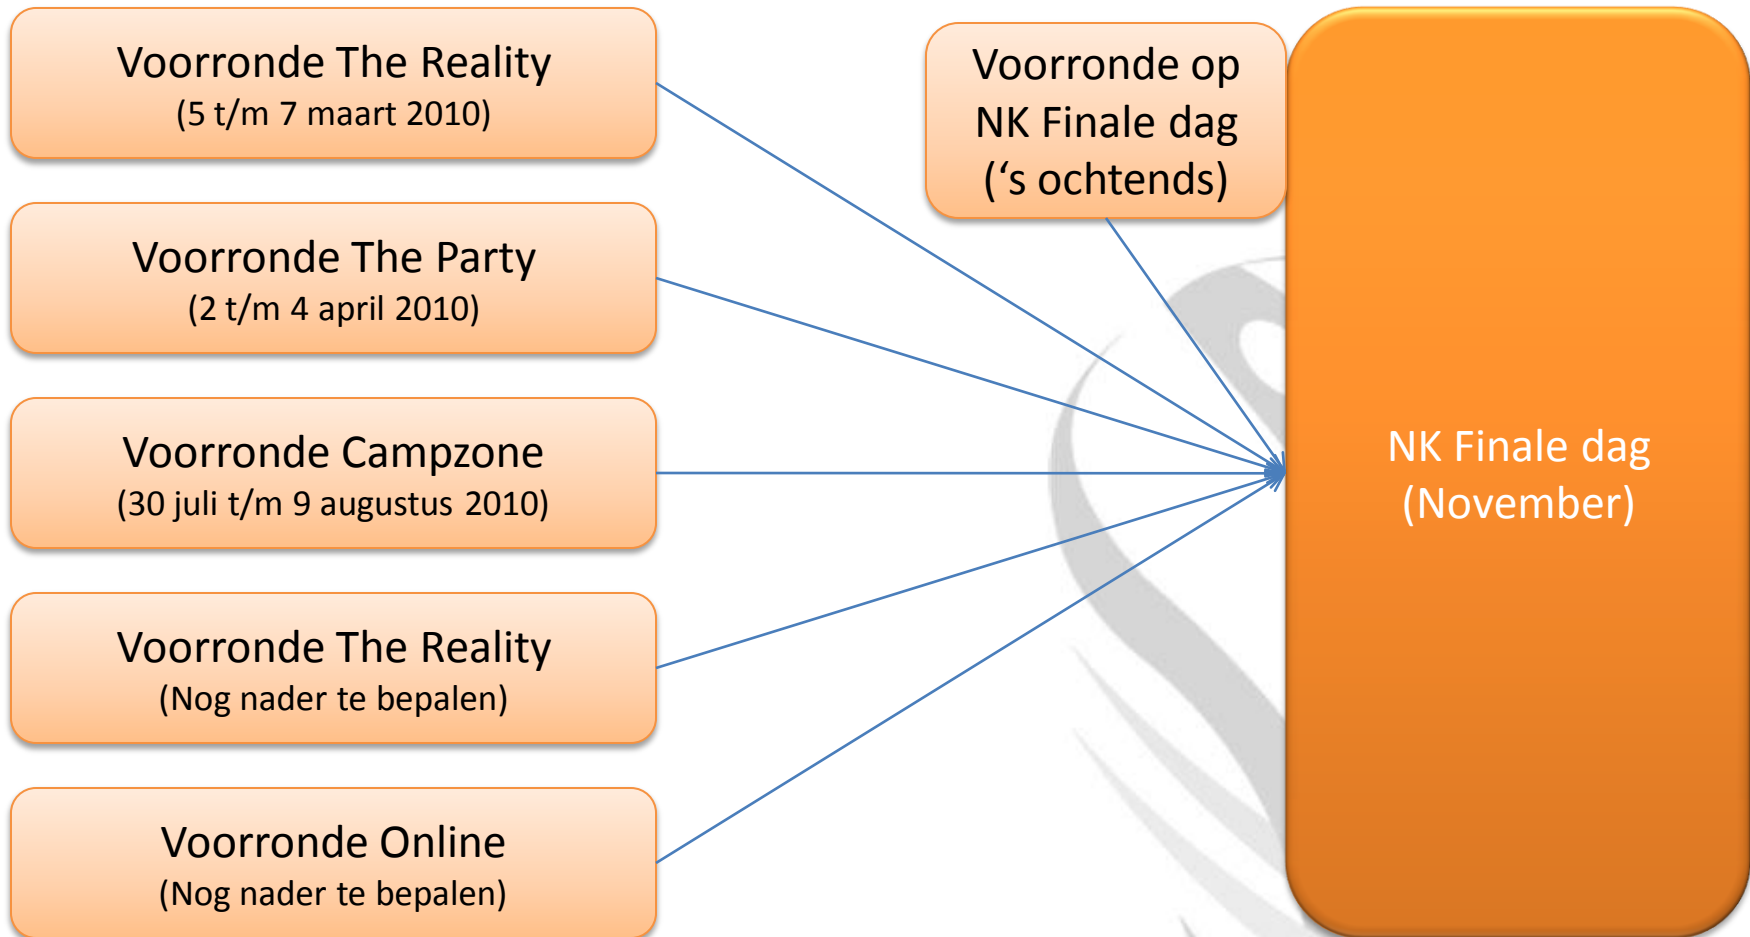 Voorronde The Reality
(5 t/m 7 maart 2010)
Voorronde The Party
(2 t/m 4 april 2010)
Voorronde Campzone
(30 juli t/m 9 augustus 2010)
Voorronde The Reality
(Nog nader te bepalen)
Voorronde Online
(Nog nader te bepalen)
Voorronde op
NK Finale dag
(‘s ochtends)
NK Finale dag
(November)